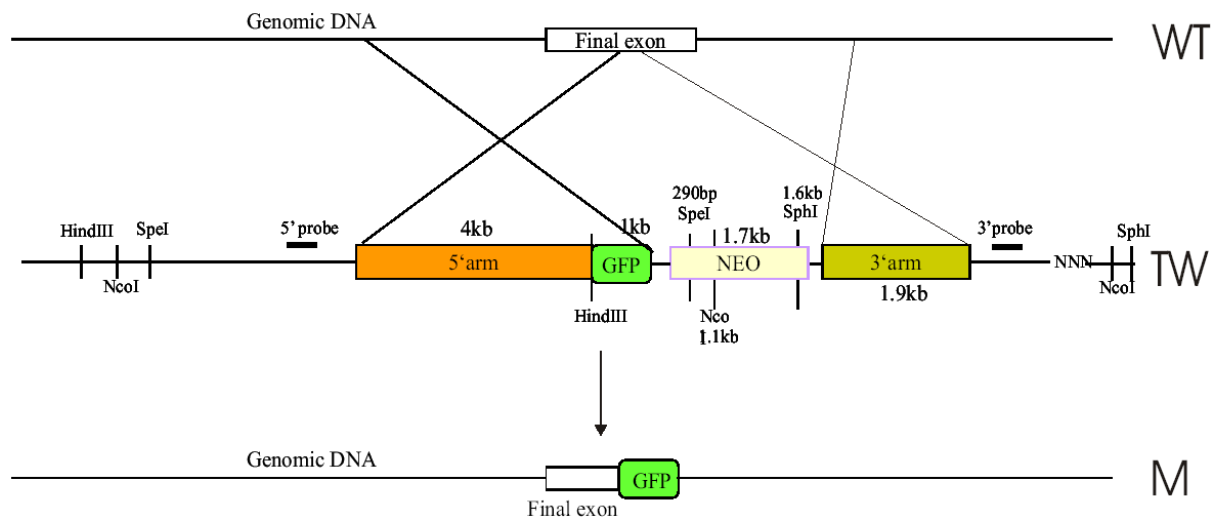 Genomic DNA
Final exon
WT
290bp
SpeI
1.6kb
SphI
HindIII
SpeI
5' probe
4kb
1kb
1.7kb
3'probe
SphI
5'arm
GFP
NEO
3'arm
NNN
TW
NcoI
HindIII
Nco
I
1.1kb
1.9kb
NcoI
Genomic DNA
GFP
M
Final exon